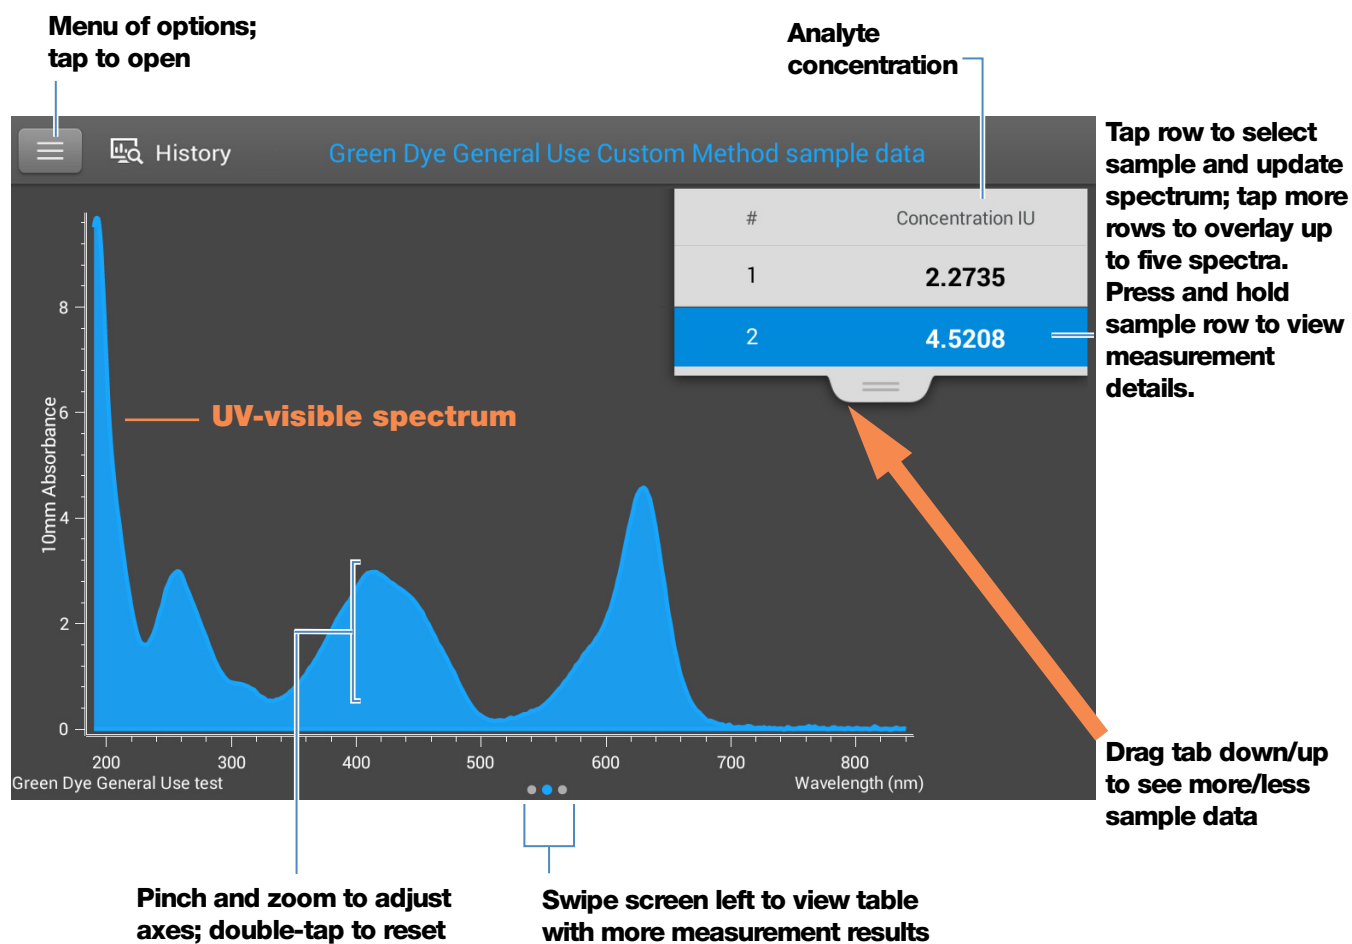 Menu of options;
tap to open
Analyte
concentration
History
Green Dye General Use Custom Method sample data
# Concentration IU
1 2.2735
2 4.5208
Tap row to select
sample and update
spectrum; tap more
rows to overlay up
to five spectra.
Press and hold
sample row to view
measurement
details.
UV-visible spectrum
10mm Absorbance
8
6
4
2
0
200 300 400 500 600 700 800
Green Dye General Use test
Wavelength (nm)
Drag tab down/up
to see more/less
sample data
Pinch and zoom to adjust
axes; double-tap to reset
Swipe screen left to view table
with more measurement results